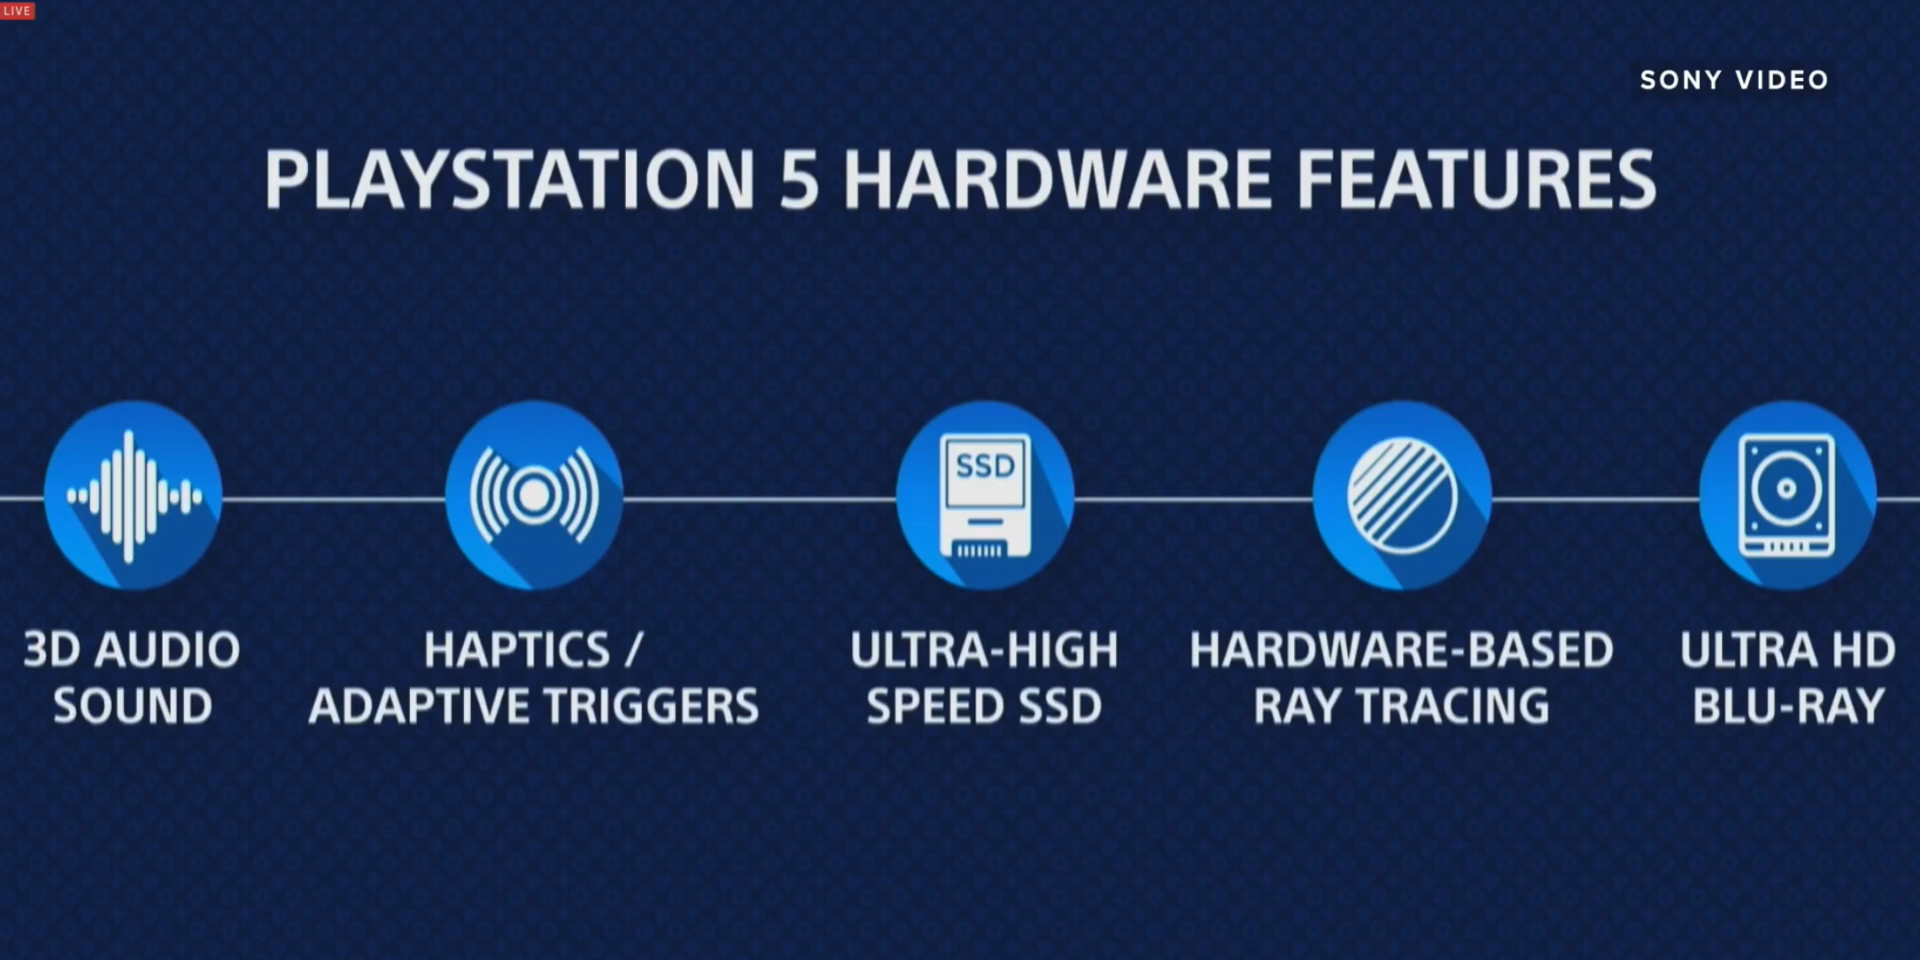 LIVE
SONY VIDEO
PLAYSTATION 5 HARDWARE FEATURES
SSD
3D AUDIO
SOUND
HAPTICS /
ADAPTIVE TRIGGERS
ULTRA-HIGH
SPEED SSD
HARDWARE-BASED
RAY TRACING
ULTRA HD
BLU-RAY